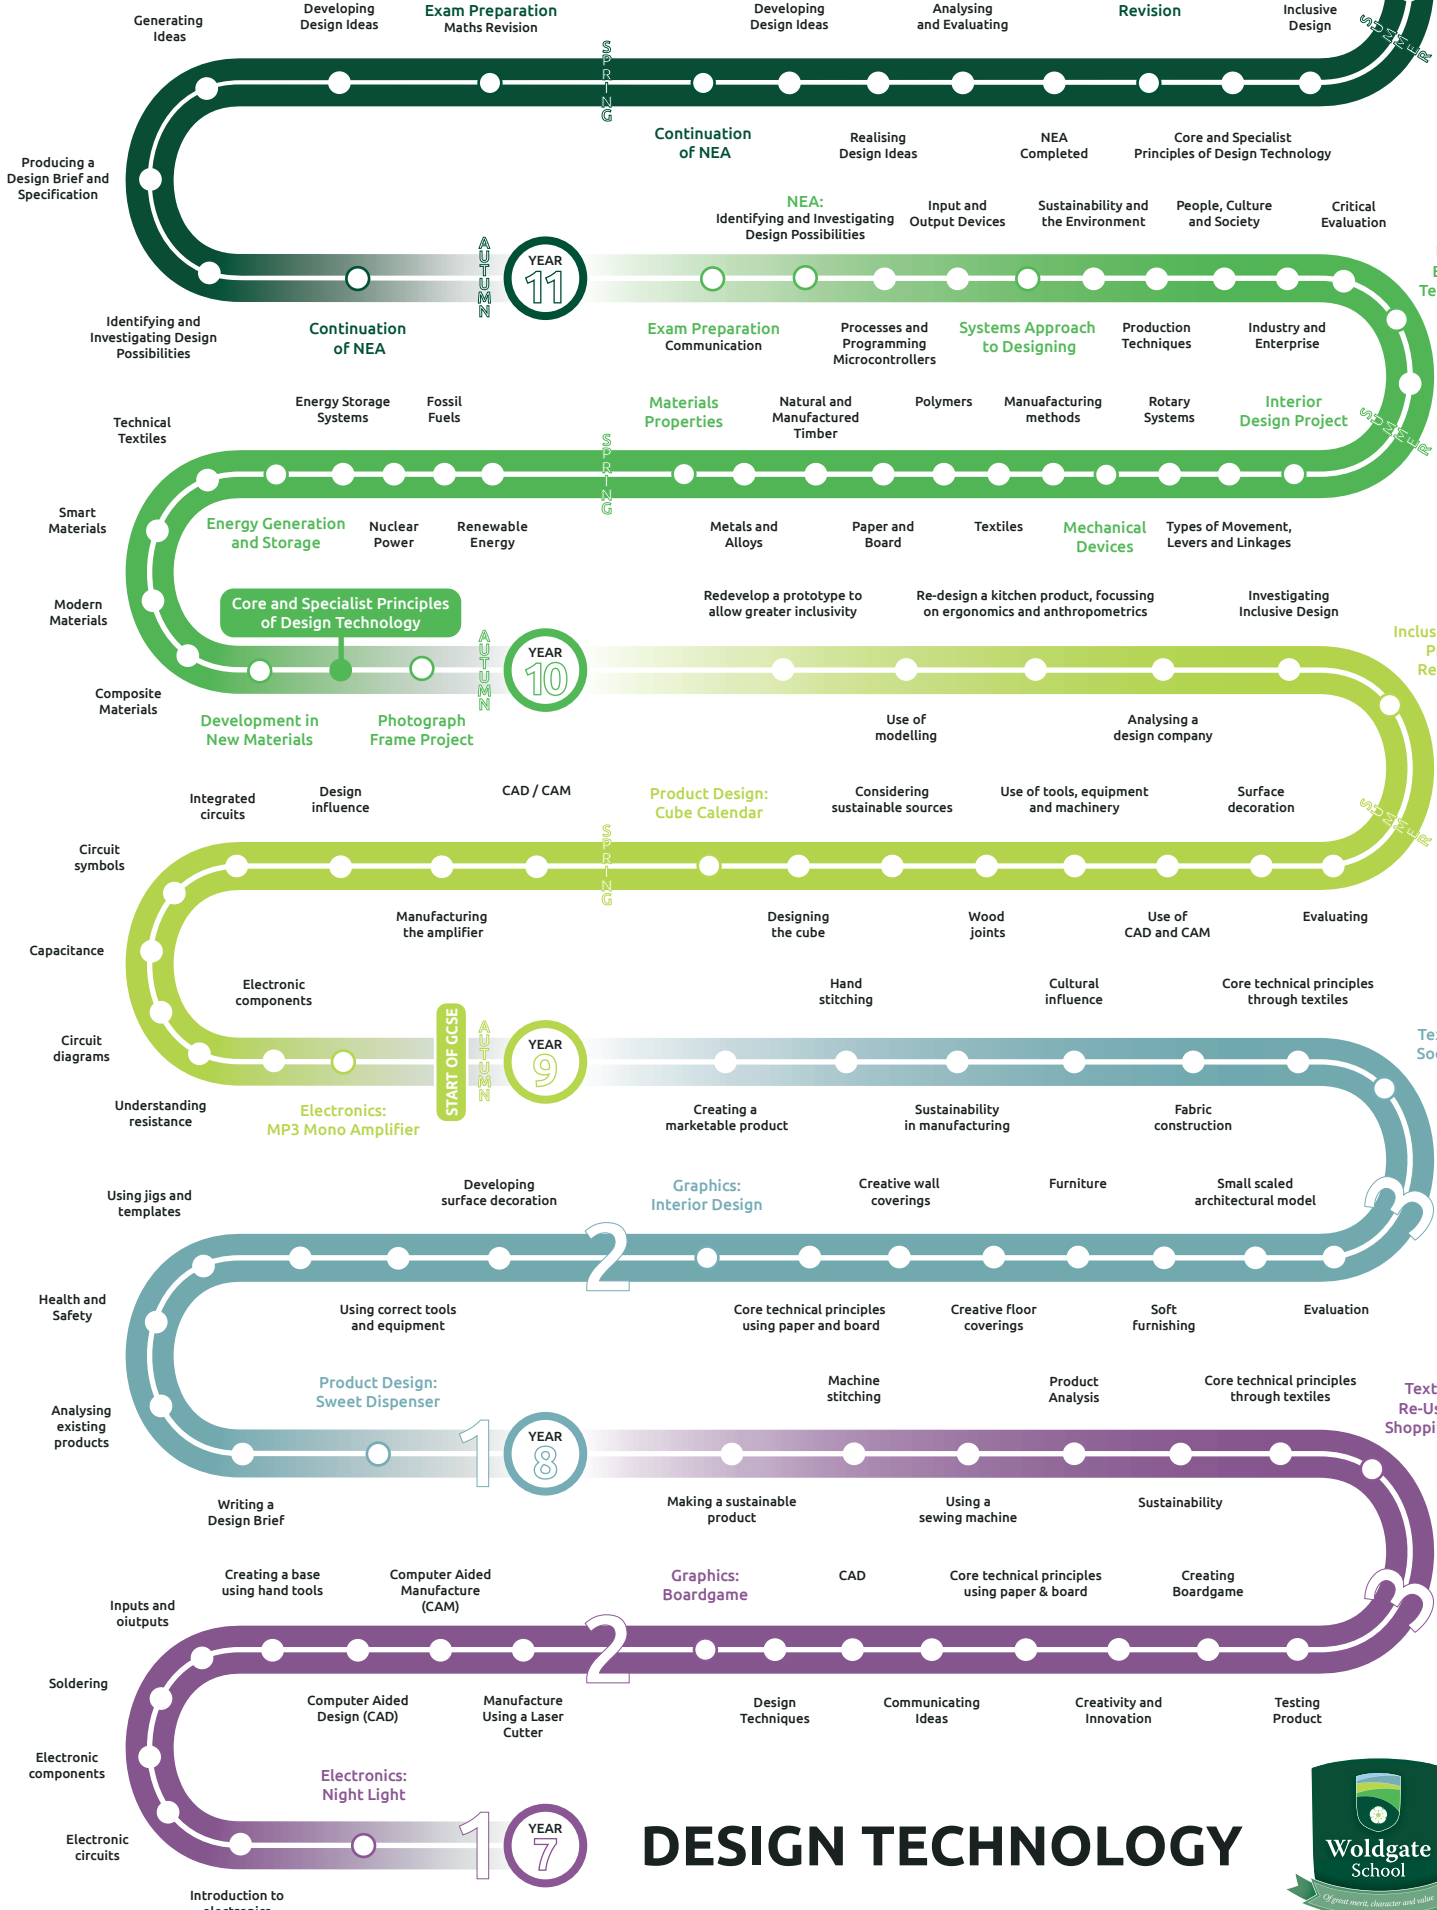 Generating
Ideas
Developing
Design Ideas
Exam Preparation
Maths Revision
Developing
Design Ideas
Analysing
and Evaluating
Revision
Inclusive
Design
SUMMER
SPRING
Continuation
of NEA
Realising
Design Ideas
NEA
Completed
Core and Specialist
Principles of Design Technology
Producing a
Design Brief and
Specification
NEA:
Identifying and Investigating
Design Possibilities
Input and
Output Devices
Sustainability and
the Environment
People, Culture
and Society
Critical
Evaluation
AUTUMN
YEAR
11
Identifying and
Investigating Design
Possibilities
Continuation
of NEA
Exam Preparation
Communication
Processes and
Programming
Microcontrollers
Systems Approach
to Designing
Production
Techniques
Industry and
Enterprise
Technical
Textiles
Energy Storage
Systems
Fossil
Fuels
Materials
Properties
Natural and
Manufactured
Timber
Polymers
Manuafacturing
methods
Rotary
Systems
Interior
Design Project
SUMMER
SPRING
Smart
Materials
Energy Generation
and Storage
Nuclear
Power
Renewable
Energy
Metals and
Alloys
Paper and
Board
Textiles
Mechanical
Devices
Types of Movement,
Levers and Linkages
Modern
Materials
Core and Specialist Principles
of Design Technology
Redevelop a prototype to
allow greater inclusivity
Re-design a kitchen product, focussing
on ergonomics and anthropometrics
Investigating
Inclusive Design
AUTUMN
YEAR
10
Composite
Materials
Development in
New Materials
Photograph
Frame Project
Use of
modelling
Analysing a
design company
Integrated
circuits
Design
influence
CAD / CAM
Product Design:
Cube Calendar
Considering
sustainable sources
Use of tools, equipment
and machinery
Surface
decoration
SUMMER
SPRING
Circuit
symbols
Manufacturing
the amplifier
Designing
the cube
Wood
joints
Use of
CAD and CAM
Evaluating
Capacitance
Electronic
components
Hand
stitching
Cultural
influence
Core technical principles
through textiles
Circuit
diagrams
START OF GCSE
AUTUMN
YEAR
9
Understanding
resistance
Electronics:
MP3 Mono Amplifier
Creating a
marketable product
Sustainability
in manufacturing
Fabric
construction
Using jigs and
templates
Developing
surface decoration
Graphics:
Interior Design
Creative wall
coverings
Furniture
Small scaled
architectural model
3
2
Health and
Safety
Using correct tools
and equipment
Core technical principles
using paper and board
Creative floor
coverings
Soft
furnishing
Evaluation
Product Design:
Sweet Dispenser
Machine
stitching
Product
Analysis
Core technical principles
through textiles
Analysing
existing
products
1
YEAR
8
Writing a
Design Brief
Making a sustainable
product
Using a
sewing machine
Sustainability
Creating a base
using hand tools
Computer Aided
Manufacture
(CAM)
Graphics:
Boardgame
CAD
Core technical principles
using paper & board
Creating
Boardgame
3
Inputs and
oiutputs
2
Soldering
Computer Aided
Design (CAD)
Manufacture
Using a Laser
Cutter
Design
Techniques
Communicating
Ideas
Creativity and
Innovation
Testing
Product
Electronic
components
Electronics:
Night Light
Electronic
circuits
1
YEAR
7
DESIGN TECHNOLOGY
Woldgate
School
Of great merit, character and value
Introduction to